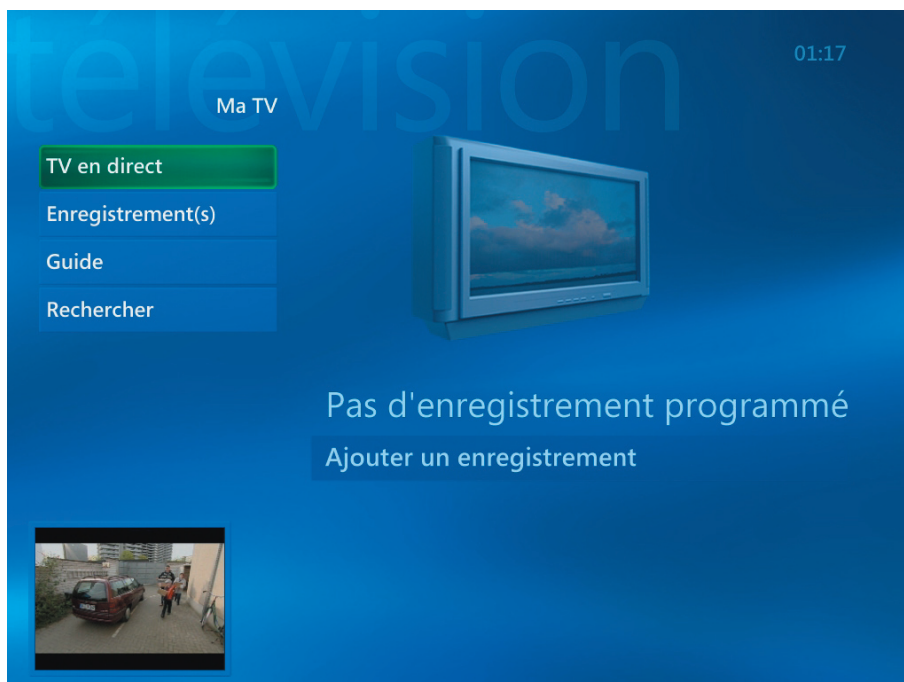 télévision
01:17
Ma TV
TV en direct
Enregistrement(s)
Guide
Rechercher
Pas d'enregistrement programmé
Ajouter un enregistrement